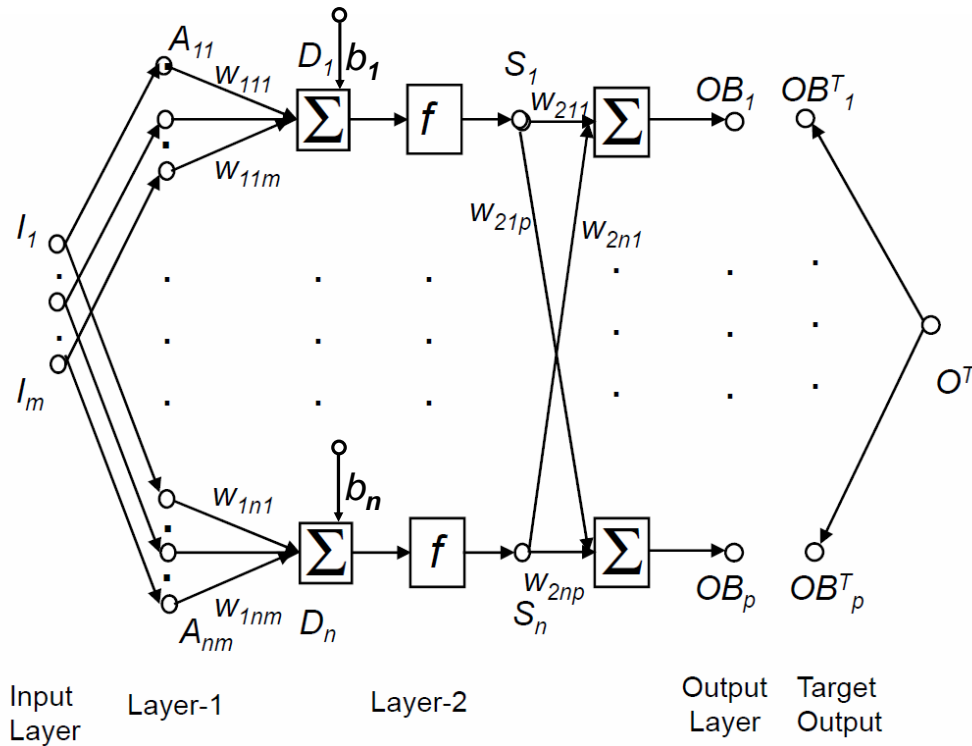 A₁₁
w₁₁₁
w₁₁ₘ
D₁
b₁
Σ
f
S₁
w₂₁₁
Σ
OB₁
OBᵀ₁
w₂₁ₚ
w₂ₙ₁
I₁
Iₘ
Oᵀ
w₁ₙ₁
w₁ₙₘ
Aₙₘ
bₙ
Σ
Dₙ
f
Sₙ
w₂ₙₚ
Σ
OBₚ
OBᵀₚ
Input
Layer
Layer-1
Layer-2
Output
Layer
Target
Output